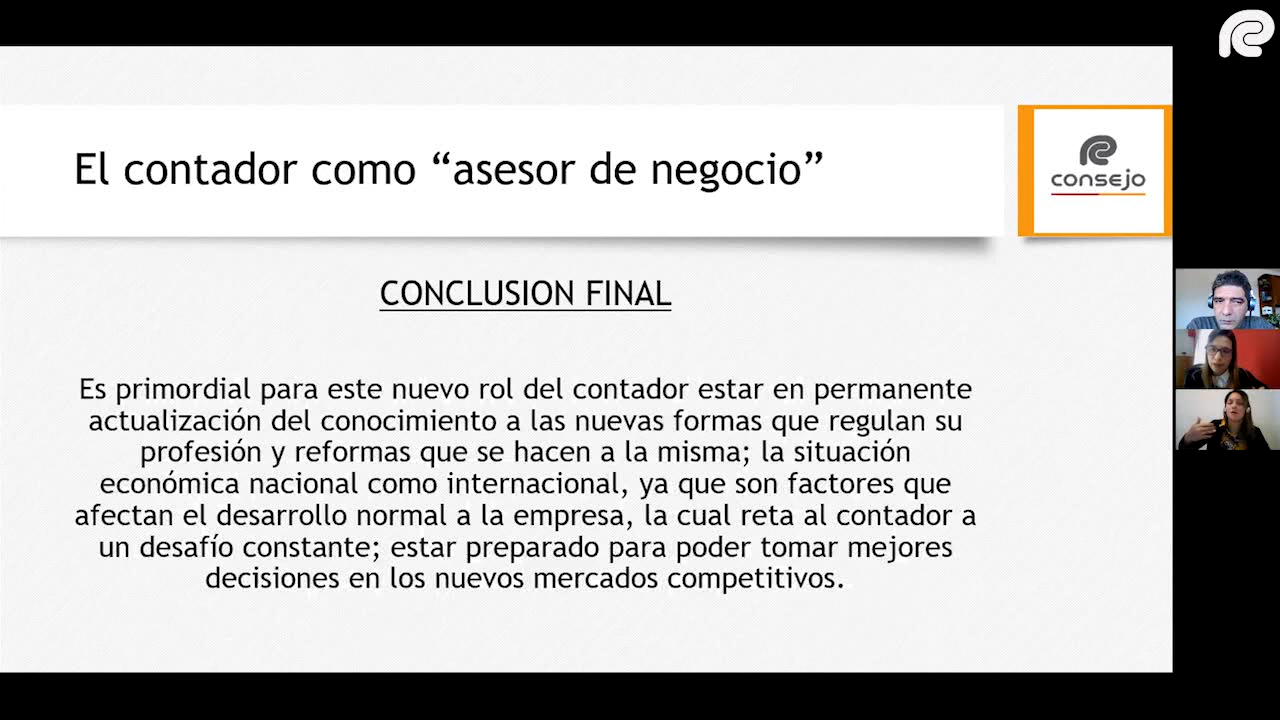 El contador como “asesor de negocio”
consejo
CONCLUSION FINAL
Es primordial para este nuevo rol del contador estar en permanente
actualización del conocimiento a las nuevas formas que regulan su
profesión y reformas que se hacen a la misma; la situación
económica nacional como internacional, ya que son factores que
afectan el desarrollo normal a la empresa, la cual reta al contador a
un desafío constante; estar preparado para poder tomar mejores
decisiones en los nuevos mercados competitivos.